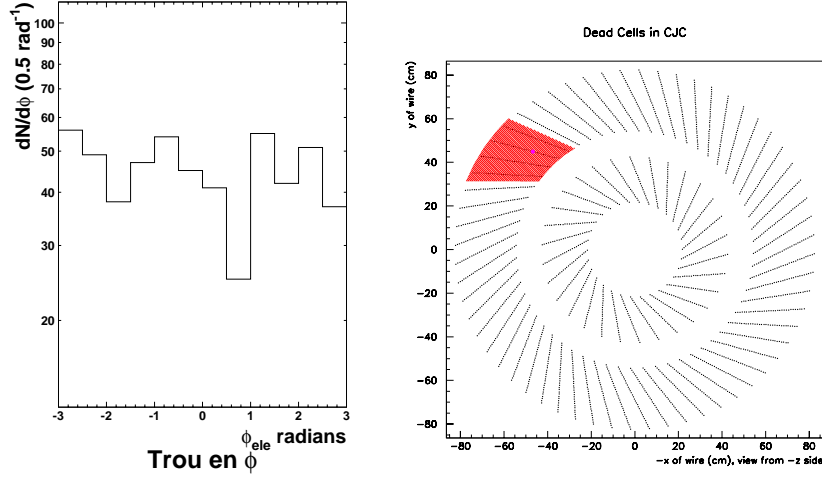 dN/dϕ (0.5 rad⁻¹)
100
90
80
70
60
50
40
30
20
-3 -2 -1 0 1 2 3
ϕele radians
Trou en ϕ
Dead Cells in CJC
y of wire (cm)
80
60
40
20
0
−20
−40
−60
−80
−80 −60 −40 −20 0 20 40 60 80
−x of wire (cm), view from −z side